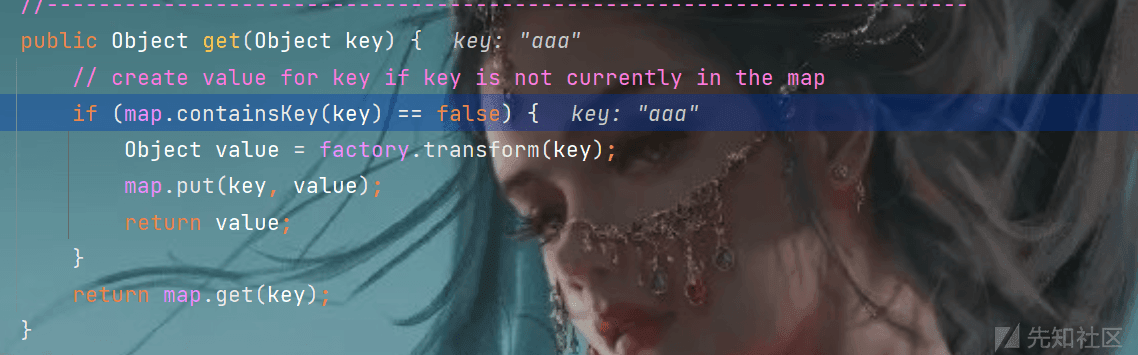 //-----------------------------------------------------------------------
public Object get(Object key) {  key: "aaa"
    // create value for key if key is not currently in the map
    if (map.containsKey(key) == false) {  key: "aaa"
        Object value = factory.transform(key);
        map.put(key, value);
        return value;
    }
    return map.get(key);
}
先知社区